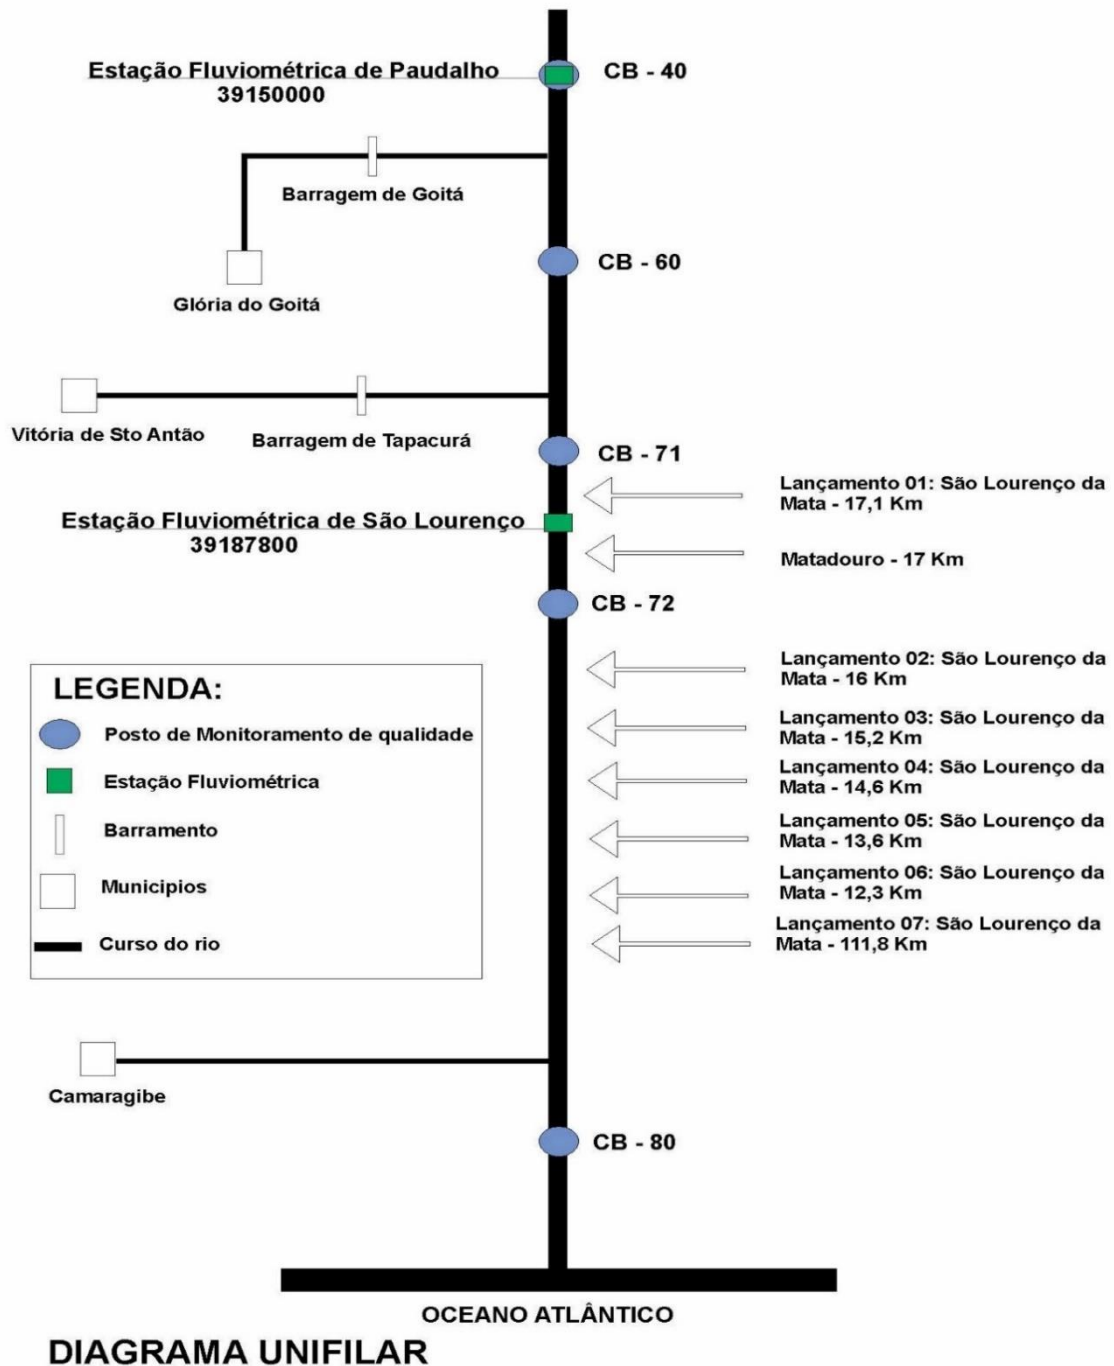 Estação Fluviométrica de Paudalho
39150000
CB - 40
Barragem de Goitá
CB - 60
Glória do Goitá
Vitória de Sto Antão
Barragem de Tapacurá
CB - 71
Lançamento 01: São Lourenço da
Mata - 17,1 Km
Estação Fluviométrica de São Lourenço
39187800
Matadouro - 17 Km
CB - 72
Lançamento 02: São Lourenço da
Mata - 16 Km
LEGENDA:
Posto de Monitoramento de qualidade
Estação Fluviométrica
Barramento
Municipios
Curso do rio
Lançamento 03: São Lourenço da
Mata - 15,2 Km
Lançamento 04: São Lourenço da
Mata - 14,6 Km
Lançamento 05: São Lourenço da
Mata - 13,6 Km
Lançamento 06: São Lourenço da
Mata - 12,3 Km
Lançamento 07: São Lourenço da
Mata - 111,8 Km
Camaragibe
CB - 80
OCEANO ATLÂNTICO
DIAGRAMA UNIFILAR